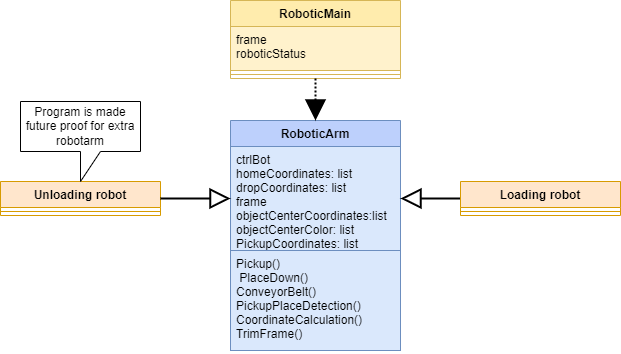 RoboticMain
frame
roboticStatus
Program is made
future proof for extra
robotarm
RoboticArm
ctrlBot
homeCoordinates: list
dropCoordinates: list
frame
objectCenterCoordinates:list
objectCenterColor: list
PickupCoordinates: list
Unloading robot
Loading robot
Pickup()
PlaceDown()
ConveyorBelt()
PickupPlaceDetection()
CoordinateCalculation()
TrimFrame()